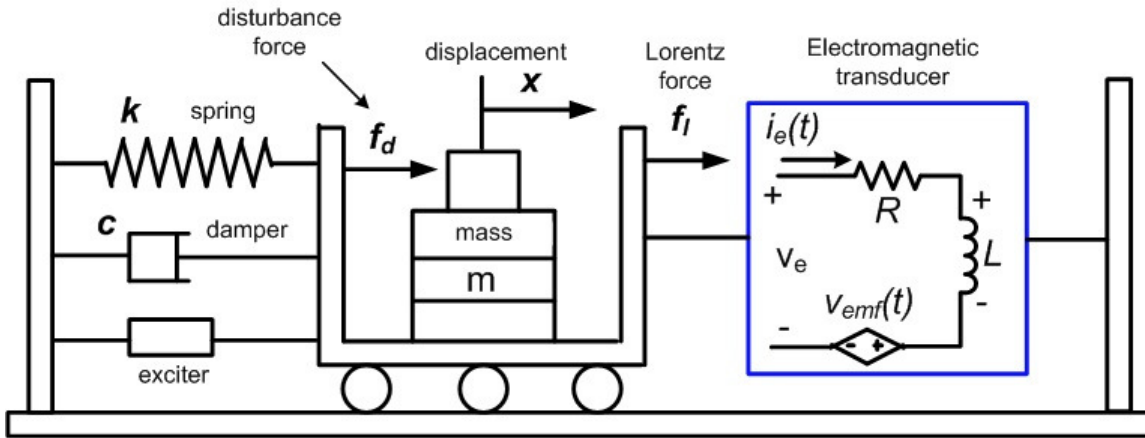 disturbance
force
displacement
x
Lorentz
force
Electromagnetic
transducer
k
spring
f_d
f_l
i_e(t)
+
R
+
c
damper
mass
m
v_e
L
-
v_emf(t)
-
- +
exciter